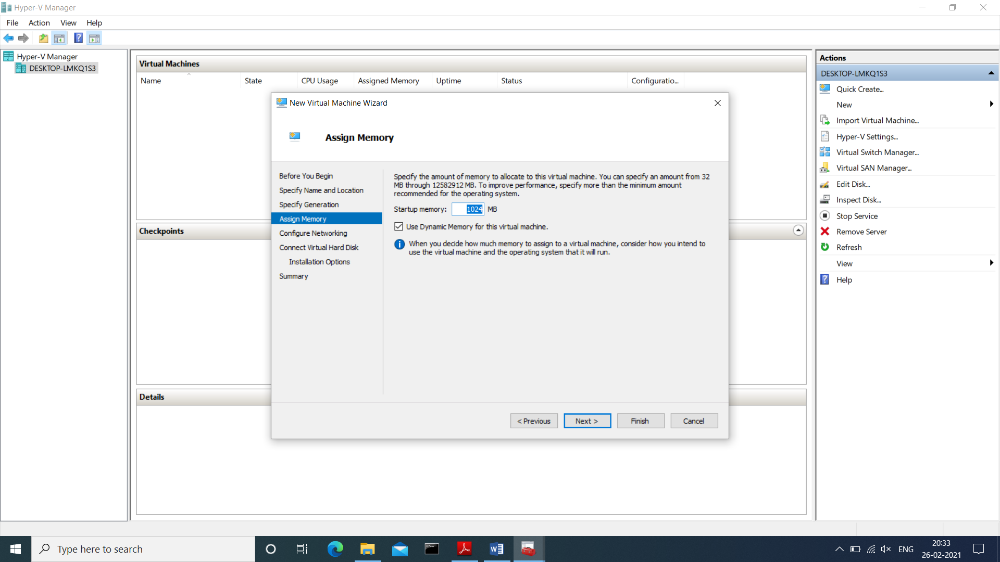 Hyper-V Manager
File Action View Help
Hyper-V Manager
DESKTOP-LMKQ1S3
Virtual Machines
Name State CPU Usage Assigned Memory Uptime Status Configuratio...
New Virtual Machine Wizard
Assign Memory
Before You Begin
Specify Name and Location
Specify Generation
Assign Memory
Configure Networking
Connect Virtual Hard Disk
Installation Options
Summary
Specify the amount of memory to allocate to this virtual machine. You can specify an amount from 32
MB through 12582912 MB. To improve performance, specify more than the minimum amount
recommended for the operating system.
Startup memory: 1024 MB
Use Dynamic Memory for this virtual machine.
When you decide how much memory to assign to a virtual machine, consider how you intend to
use the virtual machine and the operating system that it will run.
< Previous Next > Finish Cancel
Checkpoints
Details
Actions
DESKTOP-LMKQ1S3
Quick Create...
New
Import Virtual Machine...
Hyper-V Settings...
Virtual Switch Manager...
Virtual SAN Manager...
Edit Disk...
Inspect Disk...
Stop Service
Remove Server
Refresh
View
Help
Type here to search
ENG
20:33
26-02-2021